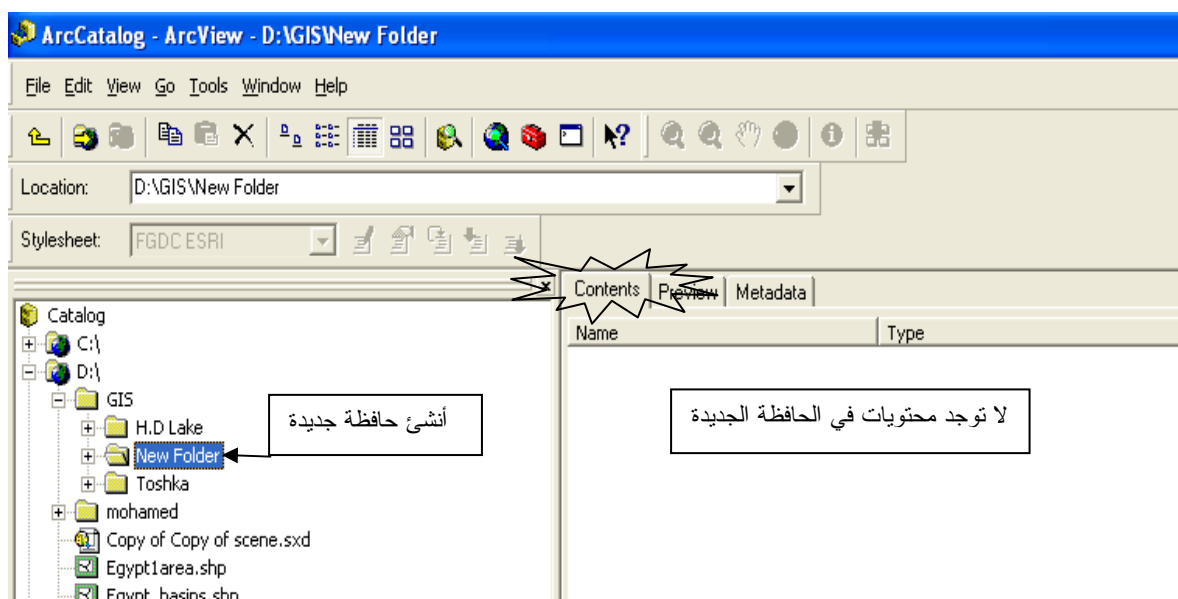 ArcCatalog - ArcView - D:\GIS\New Folder
File Edit View Go Tools Window Help
Location: D:\GIS\New Folder
Stylesheet: FGDC ESRI
Contents Preview Metadata
Name Type
Catalog
C:\
D:\
GIS
H.D Lake
New Folder
Toshka
mohamed
Copy of Copy of scene.sxd
Egypt1area.shp
Egypt_basins.shp
أنشئ حافظة جديدة
لا توجد محتويات في الحافظة الجديدة